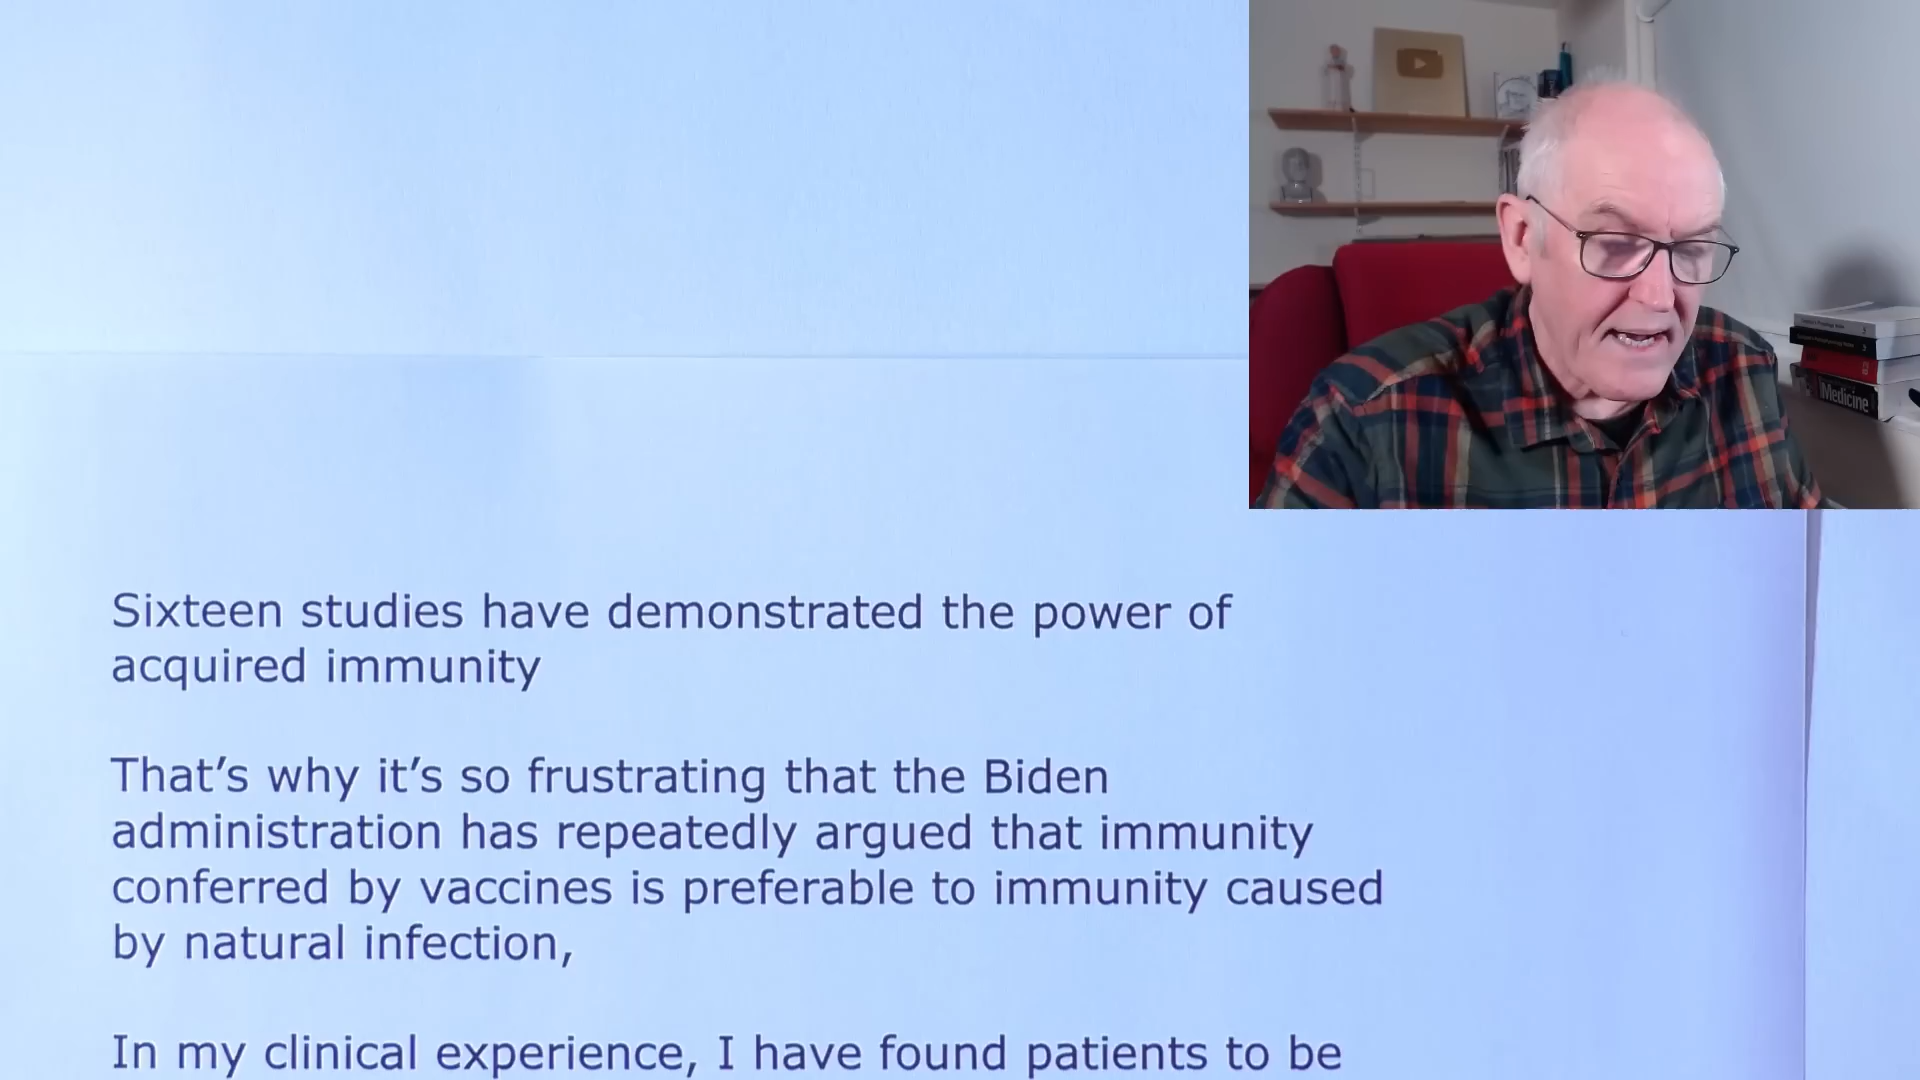 Sixteen studies have demonstrated the power of
acquired immunity
That’s why it’s so frustrating that the Biden
administration has repeatedly argued that immunity
conferred by vaccines is preferable to immunity caused
by natural infection,
In my clinical experience, I have found patients to be
Medicine